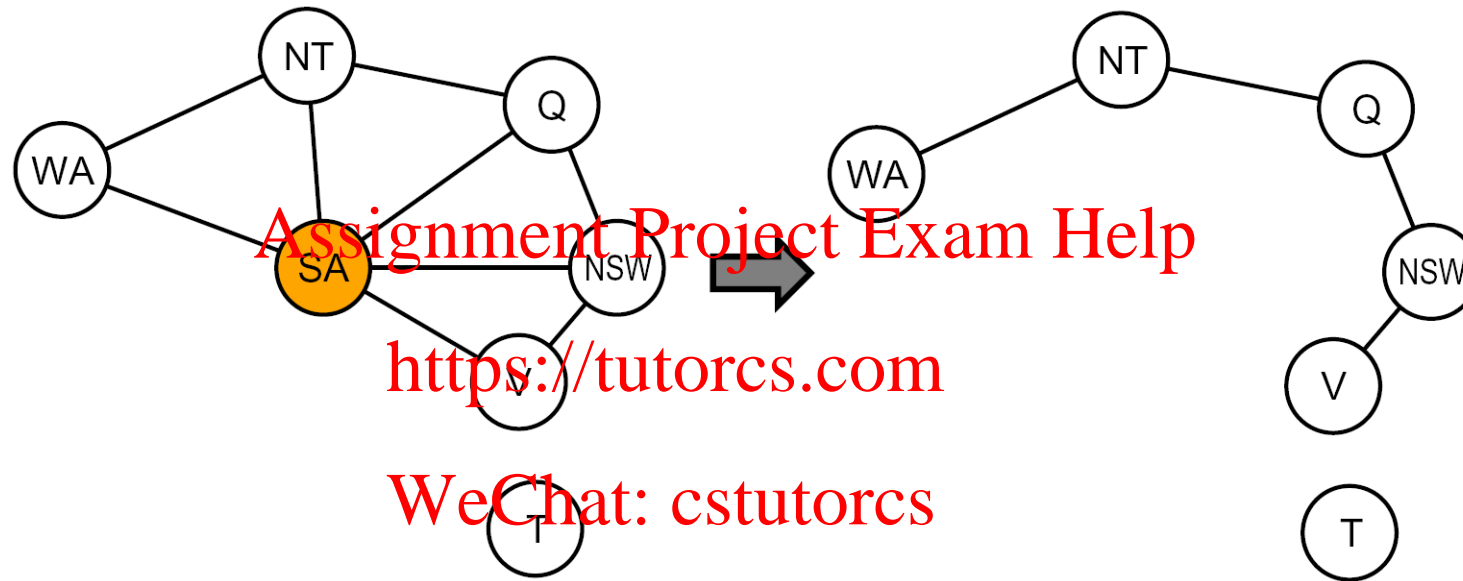 NT
NT
Q
Q
WA
WA
Assignment Project Exam Help
SA
NSW
NSW
https://tutorcs.com
V
V
WeChat: cstutorcs
T
T